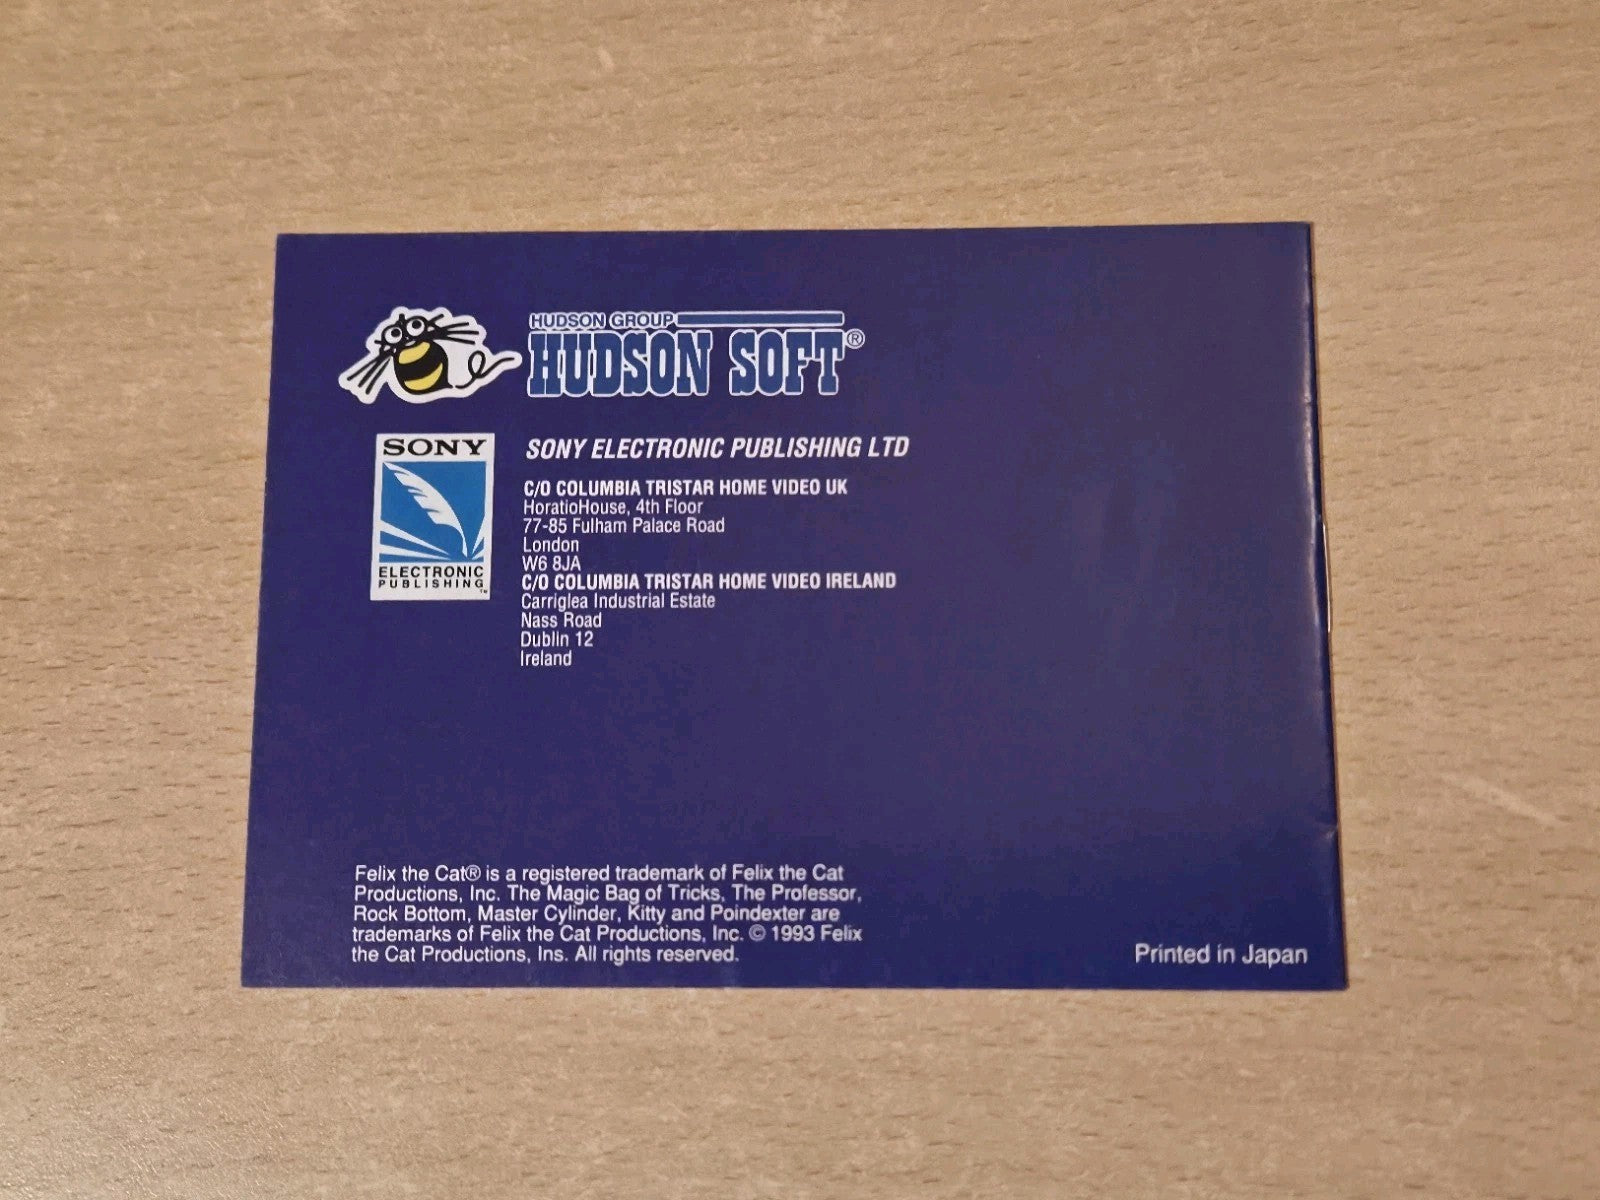 HUDSON GROUP
HUDSON SOFT®
SONY
ELECTRONIC
PUBLISHING™
SONY ELECTRONIC PUBLISHING LTD
C/O COLUMBIA TRISTAR HOME VIDEO UK
HoratioHouse, 4th Floor
77-85 Fulham Palace Road
London
W6 8JA
C/O COLUMBIA TRISTAR HOME VIDEO IRELAND
Carriglea Industrial Estate
Nass Road
Dublin 12
Ireland
Felix the Cat® is a registered trademark of Felix the Cat
Productions, Inc. The Magic Bag of Tricks, The Professor,
Rock Bottom, Master Cylinder, Kitty and Poindexter are
trademarks of Felix the Cat Productions, Inc. © 1993 Felix
the Cat Productions, Ins. All rights reserved.
Printed in Japan